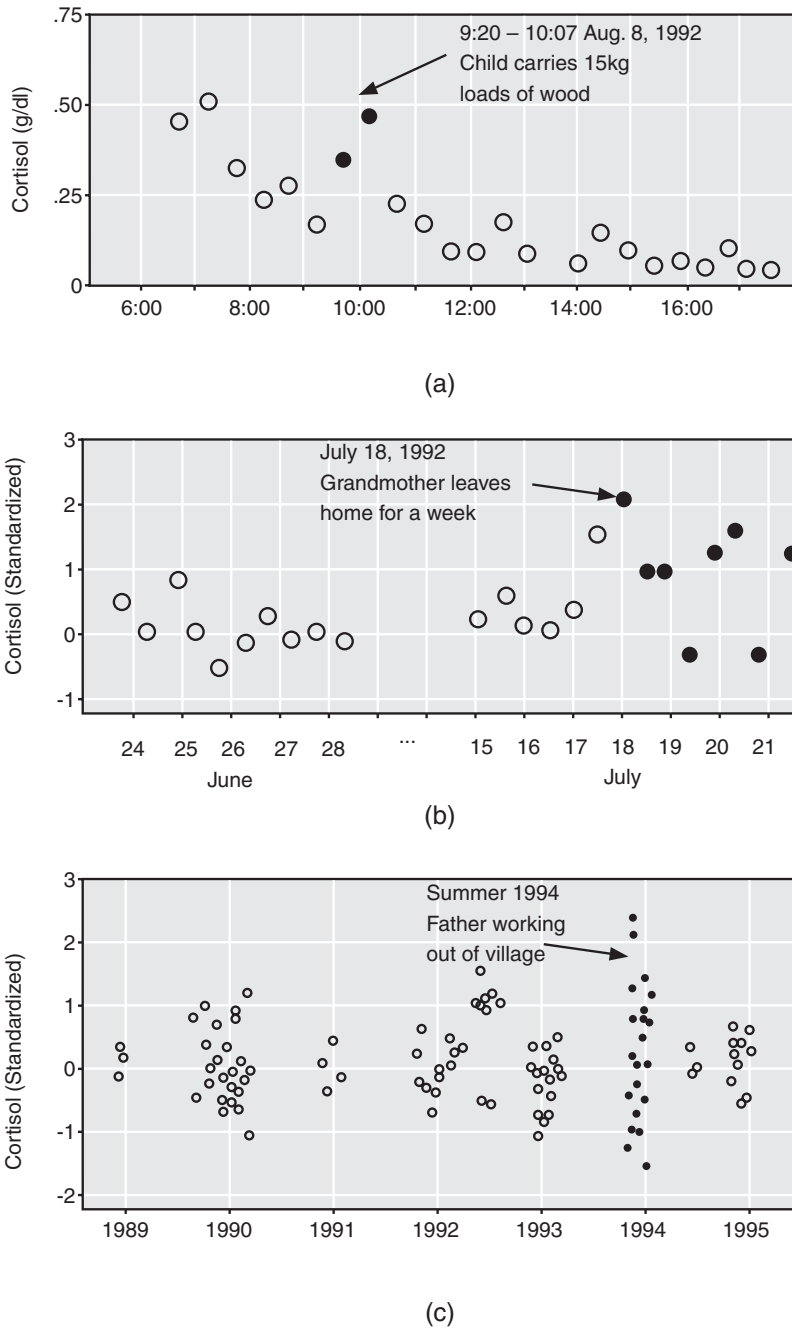 .75
.50
.25
0
Cortisol (g/dl)
9:20 – 10:07 Aug. 8, 1992
Child carries 15kg
loads of wood
6:00 8:00 10:00 12:00 14:00 16:00
(a)
3
2
1
0
-1
Cortisol (Standardized)
July 18, 1992
Grandmother leaves
home for a week
24 25 26 27 28 ... 15 16 17 18 19 20 21
June July
(b)
3
2
1
0
-1
-2
Cortisol (Standardized)
Summer 1994
Father working
out of village
1989 1990 1991 1992 1993 1994 1995
(c)